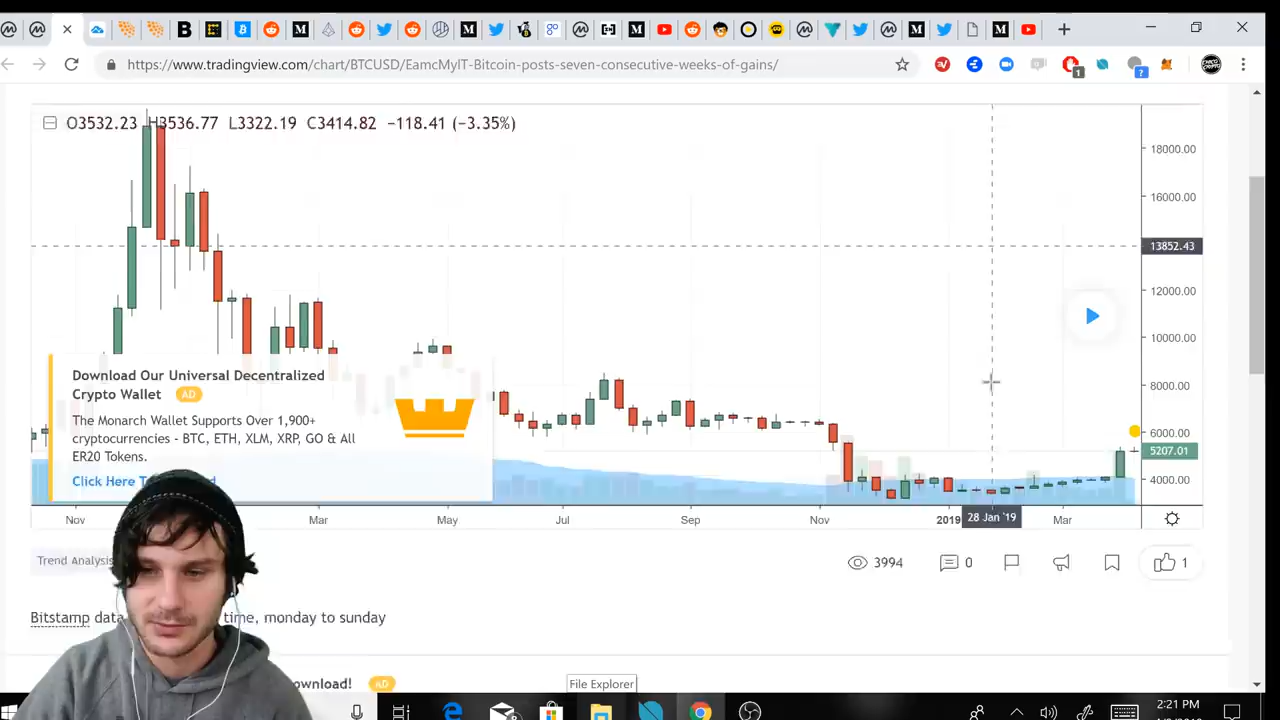 https://www.tradingview.com/chart/BTCUSD/EamcMyIT-Bitcoin-posts-seven-consecutive-weeks-of-gains/
1
?
O3532.23 H3536.77 L3322.19 C3414.82 −118.41 (−3.35%)
18000.00
16000.00
13852.43
12000.00
10000.00
8000.00
6000.00
5207.01
4000.00
Download Our Universal Decentralized
Crypto Wallet AD
The Monarch Wallet Supports Over 1,900+
cryptocurrencies - BTC, ETH, XLM, XRP, GO & All
ER20 Tokens.
Click Here
Nov Mar May Jul Sep Nov 2019 28 Jan '19 Mar
Trend Analysis
3994 0 1
Bitstamp data time, monday to sunday
ownload! AD
File Explorer
2:21 PM